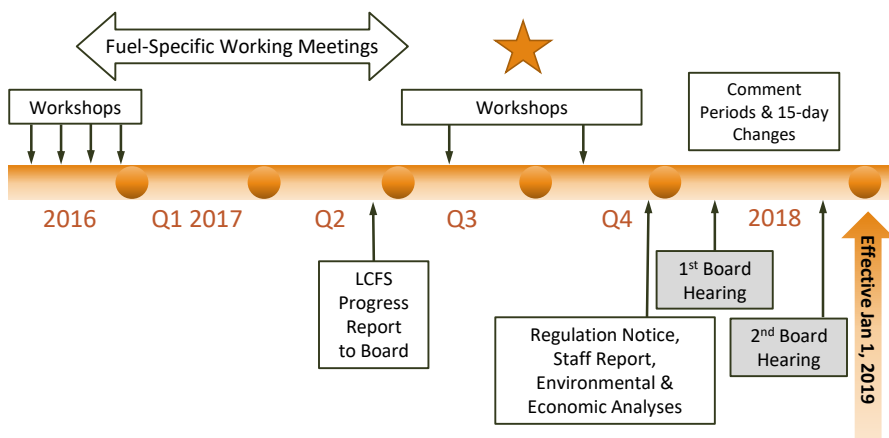 Fuel-Specific Working Meetings
Workshops
Workshops
Comment
Periods & 15-day
Changes
2016
Q1 2017
Q2
Q3
Q4
2018
LCFS
Progress
Report
to Board
Regulation Notice,
Staff Report,
Environmental &
Economic Analyses
1st Board
Hearing
2nd Board
Hearing
Effective Jan 1, 2019